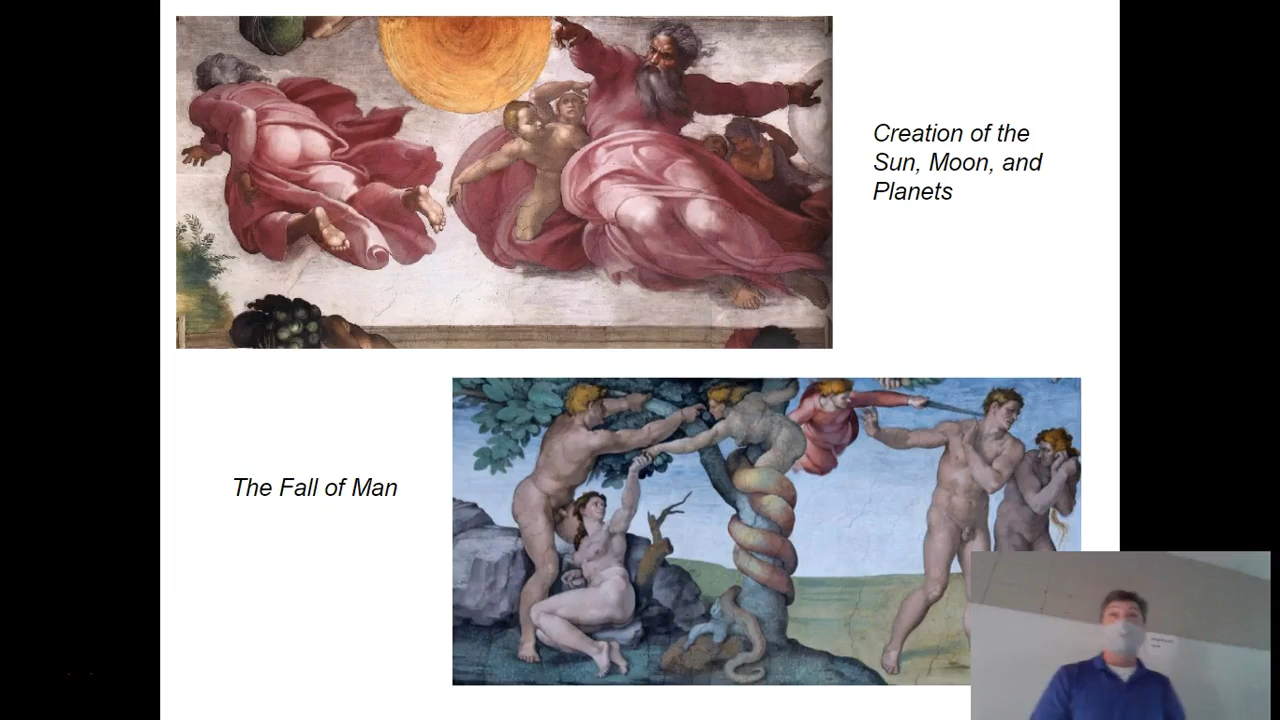 Creation of the
Sun, Moon, and
Planets
The Fall of Man